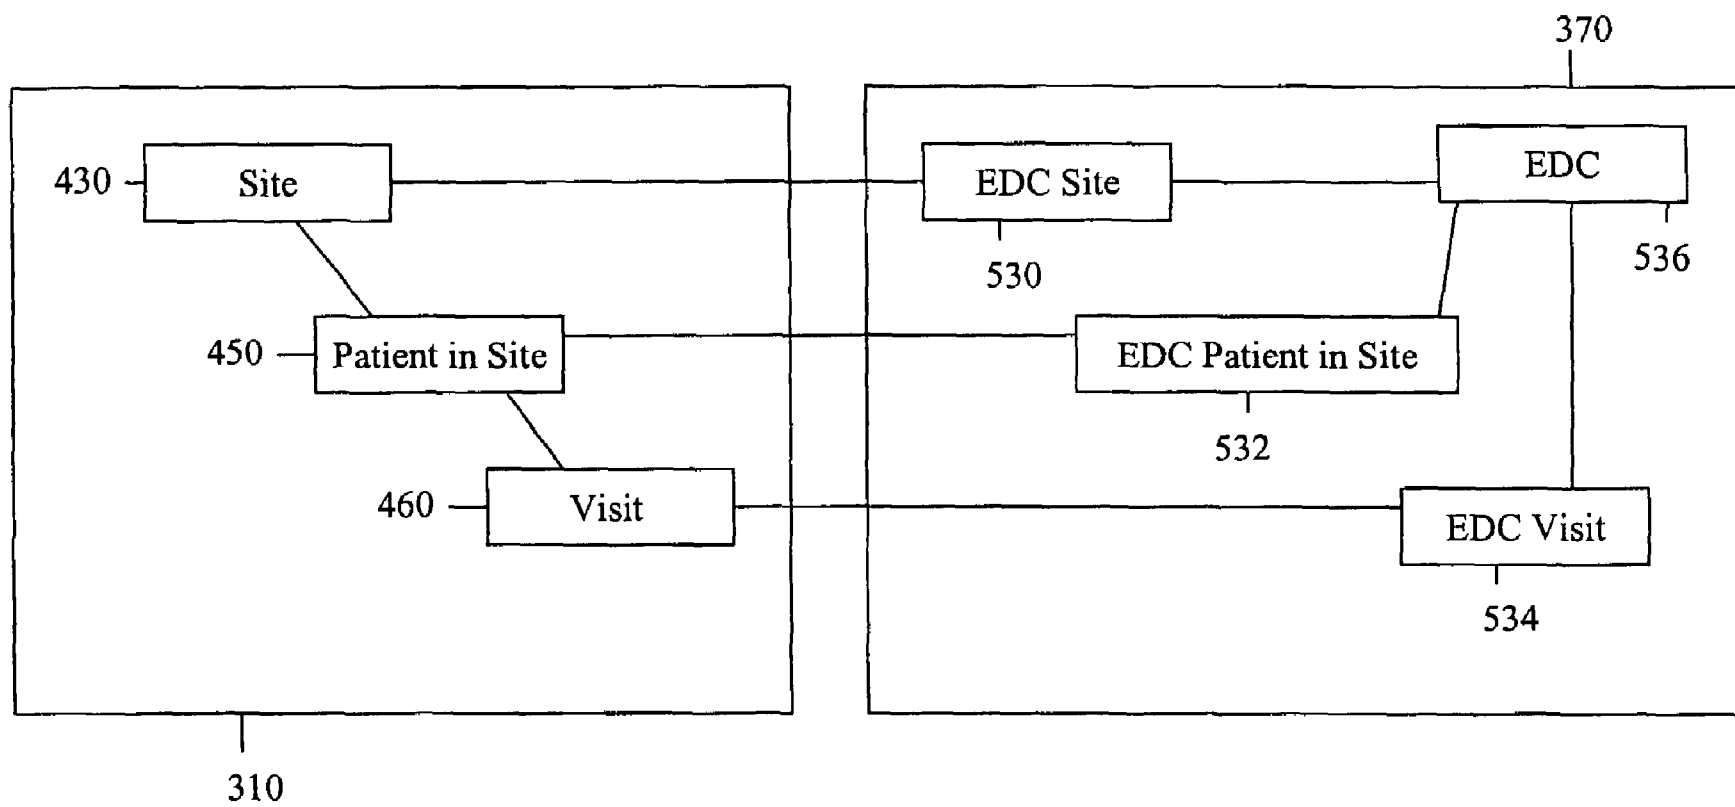 370
430
Site
EDC Site
EDC
530
536
450
Patient in Site
EDC Patient in Site
532
460
Visit
EDC Visit
534
310